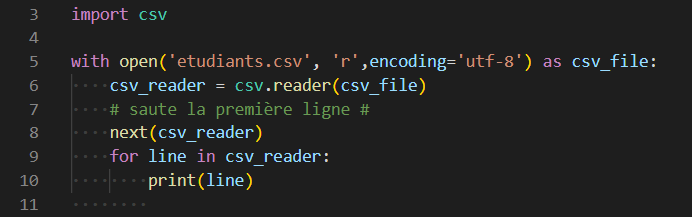 3 import csv
4
5 with open('etudiants.csv', 'r',encoding='utf-8') as csv_file:
6     csv_reader = csv.reader(csv_file)
7     # saute la première ligne #
8     next(csv_reader)
9     for line in csv_reader:
10         print(line)
11